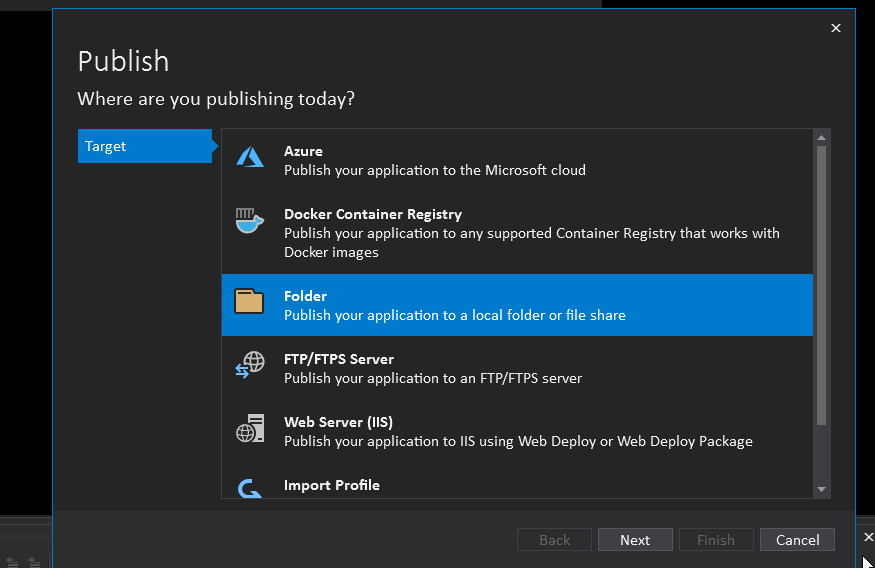 Publish
Where are you publishing today?
Target
Azure
Publish your application to the Microsoft cloud
Docker Container Registry
Publish your application to any supported Container Registry that works with
Docker images
Folder
Publish your application to a local folder or file share
FTP/FTPS Server
Publish your application to an FTP/FTPS server
Web Server (IIS)
Publish your application to IIS using Web Deploy or Web Deploy Package
Import Profile
Back
Next
Finish
Cancel